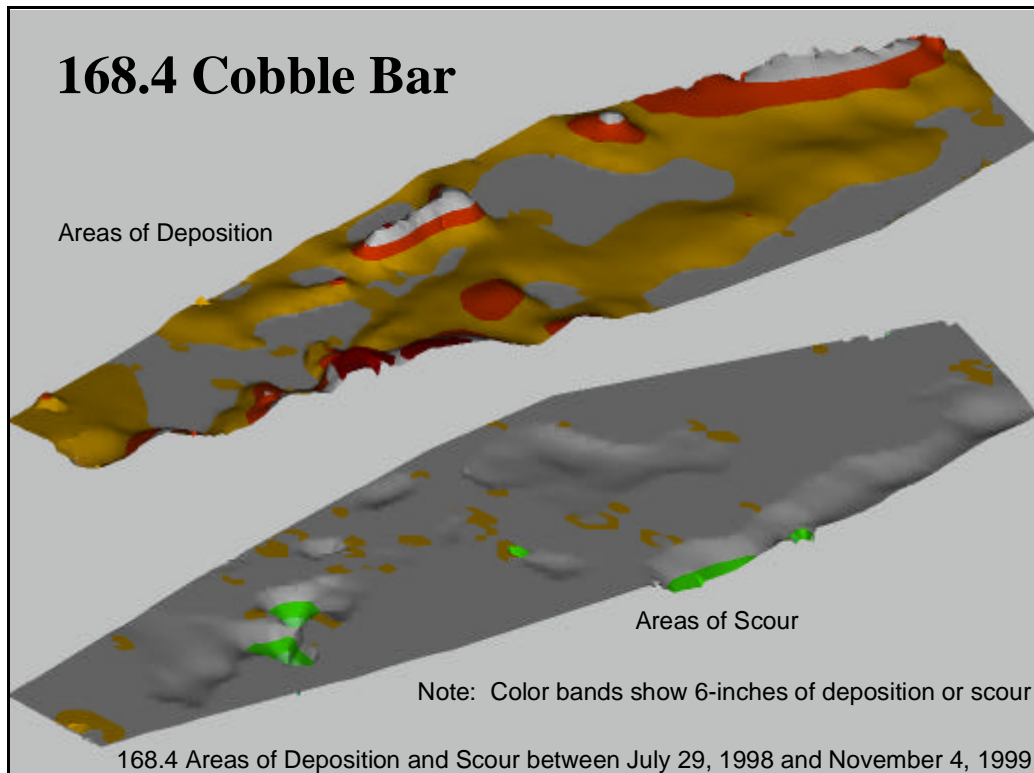 168.4 Cobble Bar
Areas of Deposition
Areas of Scour
Note: Color bands show 6-inches of deposition or scour
168.4 Areas of Deposition and Scour between July 29, 1998 and November 4, 1999